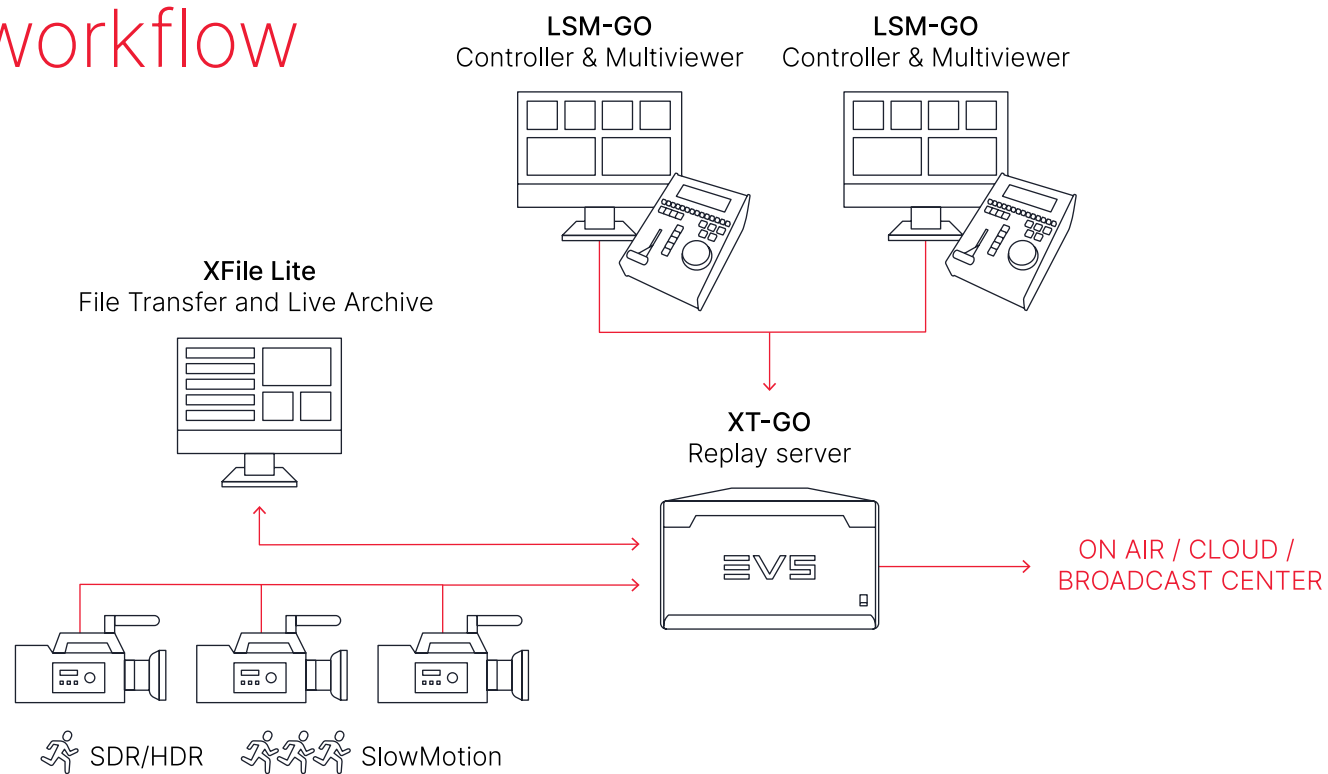 workflow
LSM-GO
Controller & Multiviewer
LSM-GO
Controller & Multiviewer
XFile Lite
File Transfer and Live Archive
XT-GO
Replay server
EVS
ON AIR / CLOUD /
BROADCAST CENTER
SDR/HDR
SlowMotion